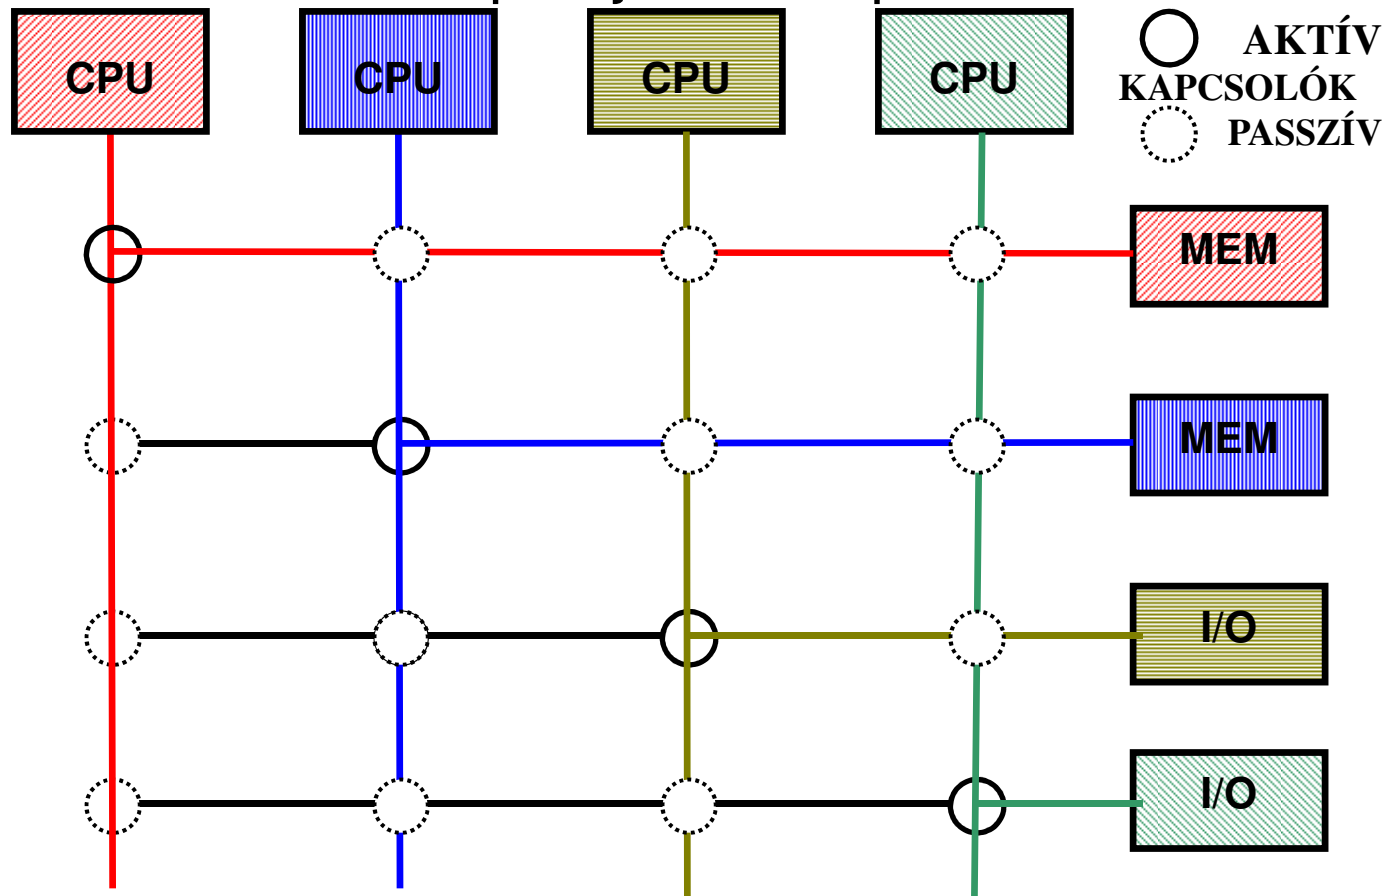 CPU CPU CPU CPU
AKTÍV
KAPCSOLÓK
PASSZÍV
MEM
MEM
I/O
I/O